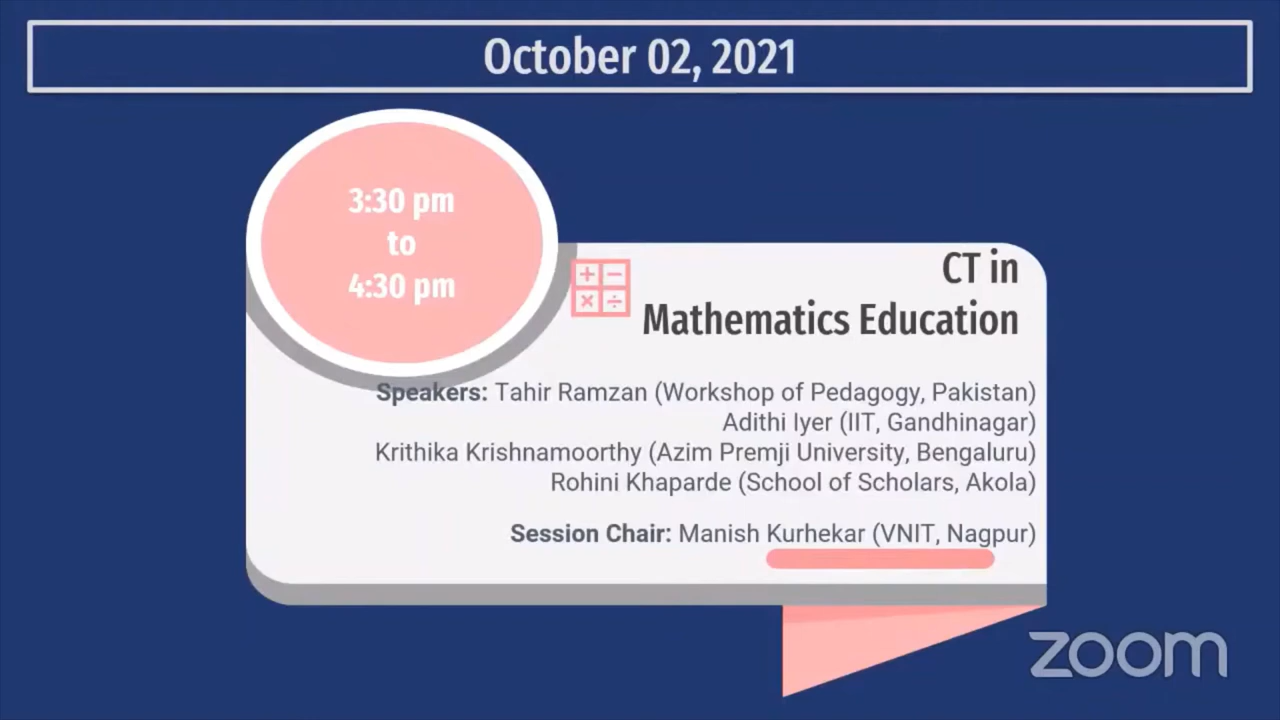 October 02, 2021
3:30 pm
to
4:30 pm
CT in
Mathematics Education
Speakers: Tahir Ramzan (Workshop of Pedagogy, Pakistan)
Adithi Iyer (IIT, Gandhinagar)
Krithika Krishnamoorthy (Azim Premji University, Bengaluru)
Rohini Khaparde (School of Scholars, Akola)
Session Chair: Manish Kurhekar (VNIT, Nagpur)
zoom